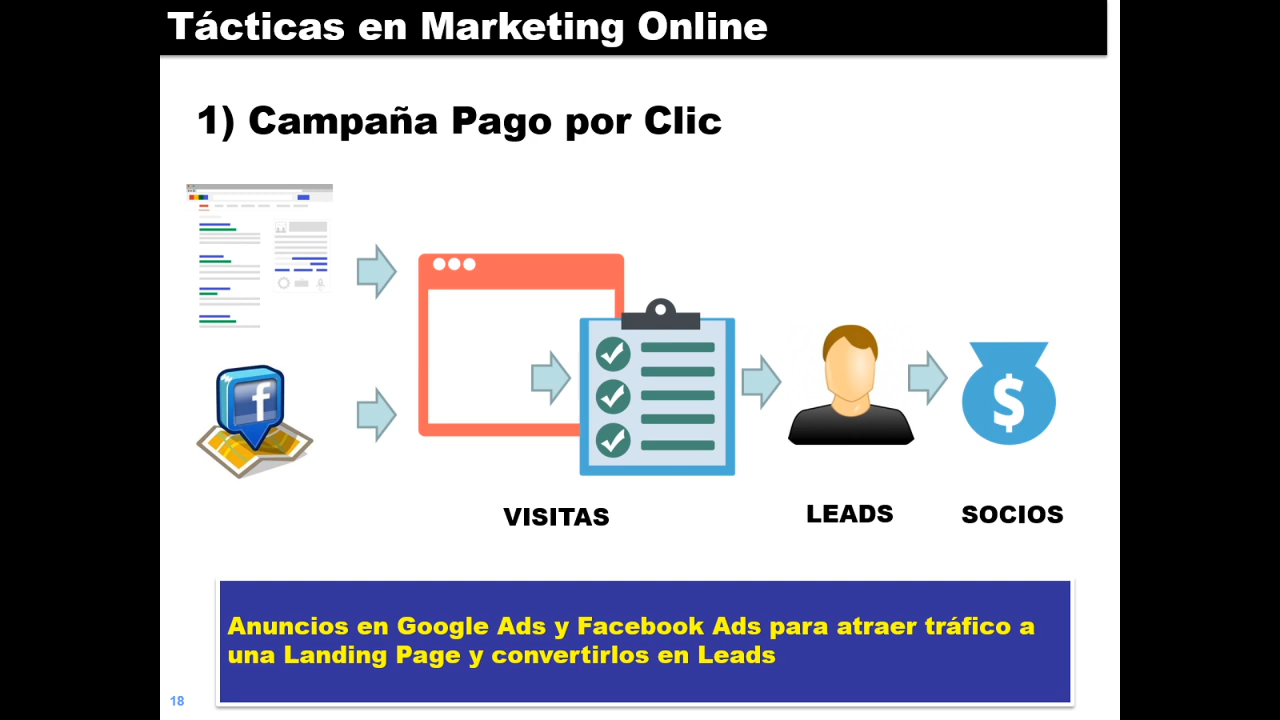 Tácticas en Marketing Online
1) Campaña Pago por Clic
f
$
VISITAS
LEADS
SOCIOS
Anuncios en Google Ads y Facebook Ads para atraer tráfico a
una Landing Page y convertirlos en Leads
18